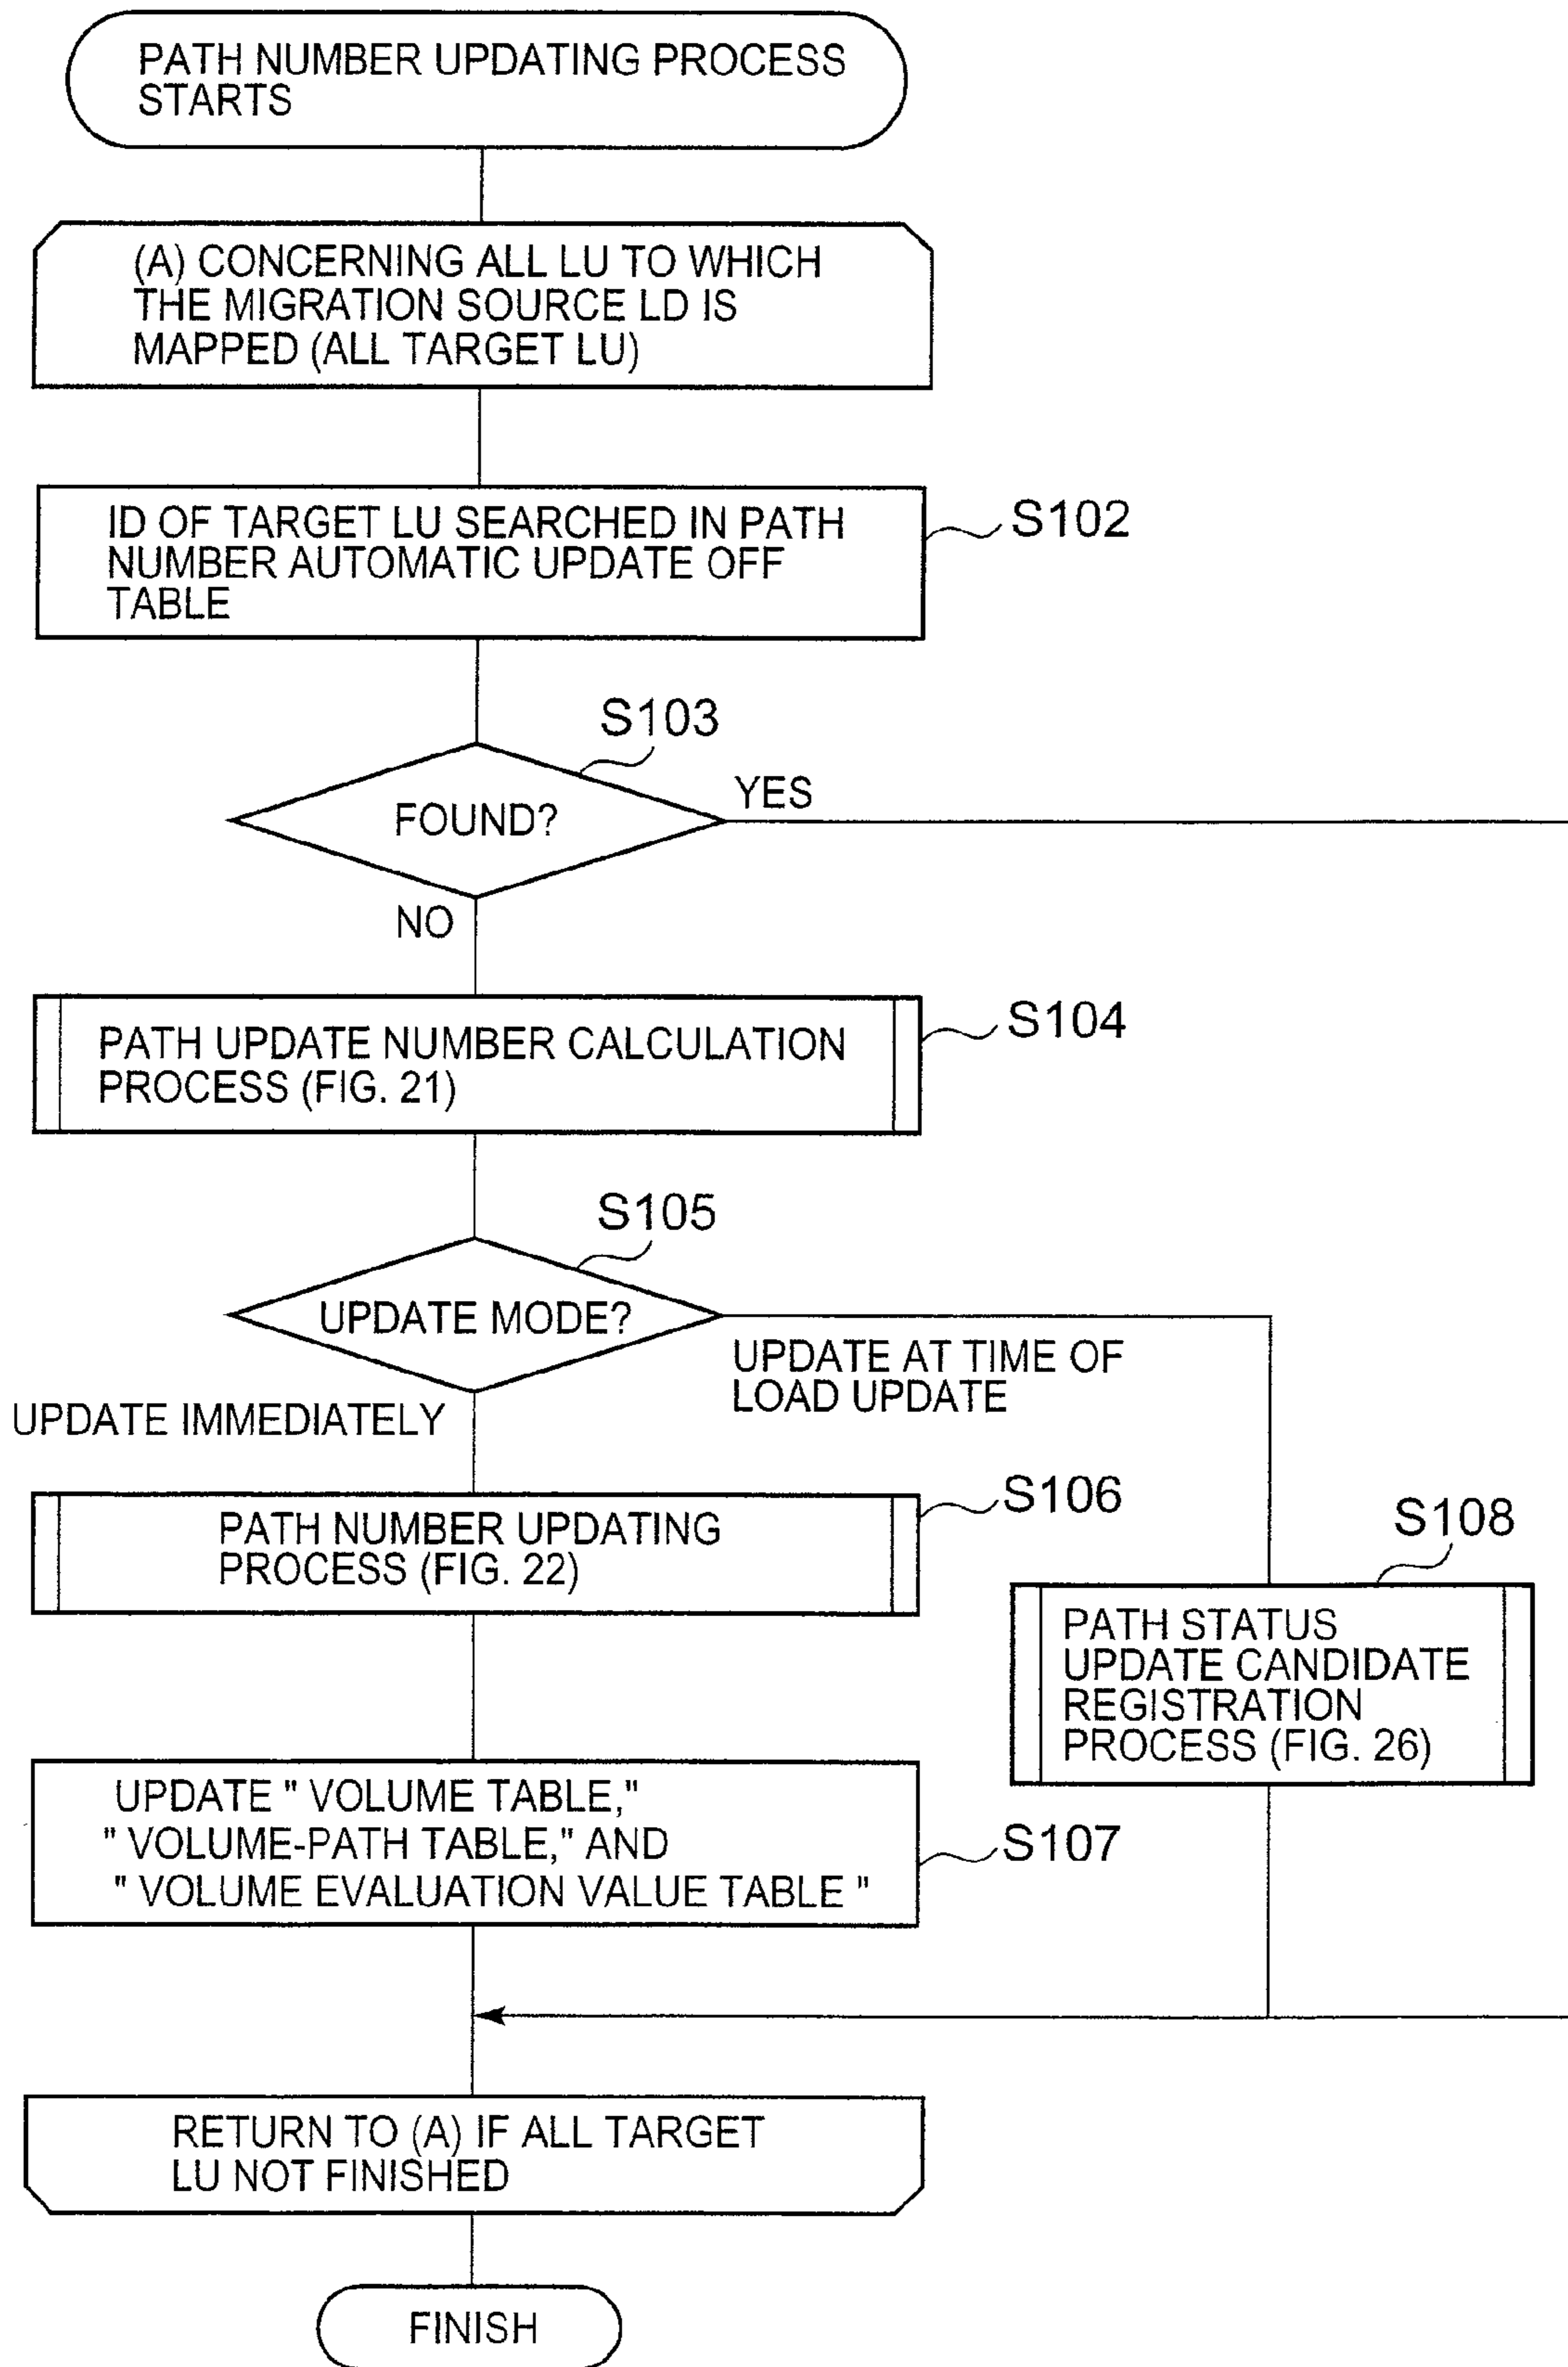 PATH NUMBER UPDATING PROCESS
STARTS
(A) CONCERNING ALL LU TO WHICH
THE MIGRATION SOURCE LD IS
MAPPED (ALL TARGET LU)
ID OF TARGET LU SEARCHED IN PATH
NUMBER AUTOMATIC UPDATE OFF
TABLE
S102
S103
FOUND?
YES
NO
PATH UPDATE NUMBER CALCULATION
PROCESS (FIG. 21)
S104
S105
UPDATE MODE?
UPDATE AT TIME OF
LOAD UPDATE
UPDATE IMMEDIATELY
PATH NUMBER UPDATING
PROCESS (FIG. 22)
S106
S108
PATH STATUS
UPDATE CANDIDATE
REGISTRATION
PROCESS (FIG. 26)
UPDATE " VOLUME TABLE,"
" VOLUME-PATH TABLE," AND
" VOLUME EVALUATION VALUE TABLE "
S107
RETURN TO (A) IF ALL TARGET
LU NOT FINISHED
FINISH